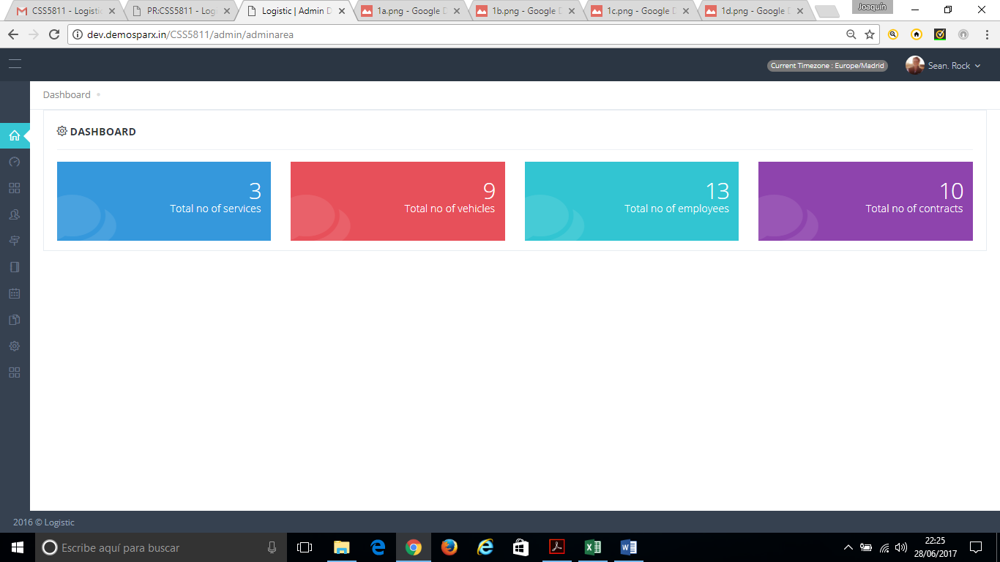 Joaquín
CSS5811 - Logistic
PR:CSS5811 - Logi
Logistic | Admin D
1a.png - Google D
1b.png - Google D
1c.png - Google D
1d.png - Google D
dev.demosparx.in/CSS5811/admin/adminarea
Current Timezone : Europe/Madrid
Sean. Rock
Dashboard
DASHBOARD
3
Total no of services
9
Total no of vehicles
13
Total no of employees
10
Total no of contracts
2016 © Logistic
Escribe aquí para buscar
22:25
28/06/2017